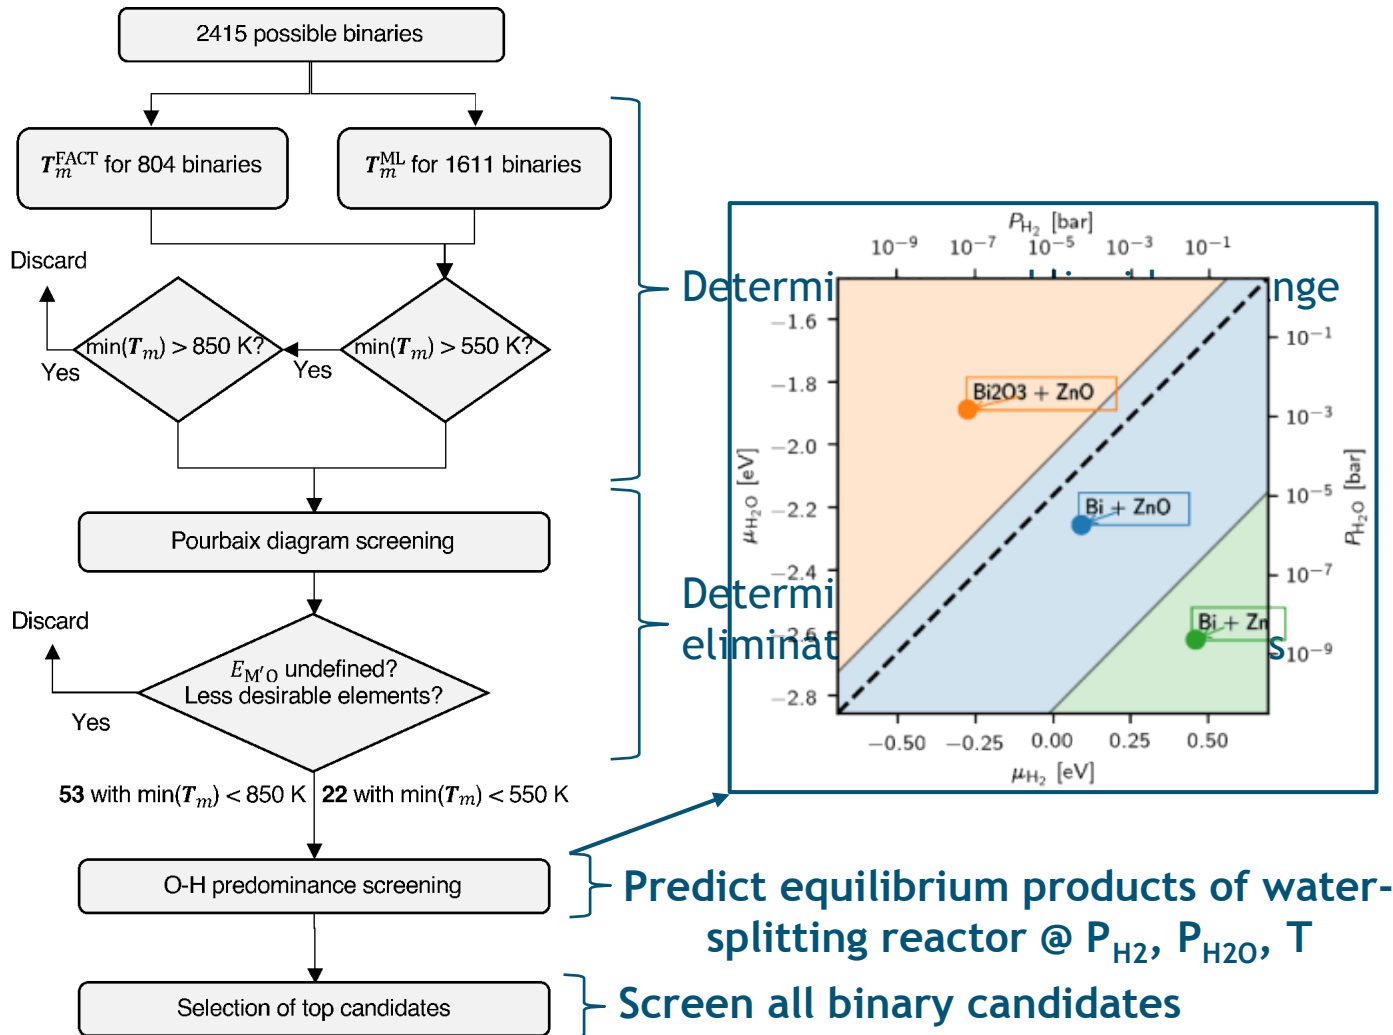 2415 possible binaries
T_m^FACT for 804 binaries
T_m^ML for 1611 binaries
Discard
min(T_m) > 850 K?
Yes
min(T_m) > 550 K?
Yes
Pourbaix diagram screening
Discard
E_M′O undefined?
Less desirable elements?
Yes
53 with min(T_m) < 850 K
22 with min(T_m) < 550 K
O-H predominance screening
Selection of top candidates
P_H2 [bar]
10^−9 10^−7 10^−5 10^−3 10^−1
−1.6
−1.8
−2.0
−2.2
−2.4
−2.6
−2.8
μ_H2O [eV]
Bi2O3 + ZnO
Bi + ZnO
Bi + Zn
10^−1
10^−3
10^−5
10^−7
10^−9
P_H2O [bar]
−0.50 −0.25 0.00 0.25 0.50
μ_H2 [eV]
Predict equilibrium products of water-
splitting reactor @ P_H2, P_H2O, T
Screen all binary candidates